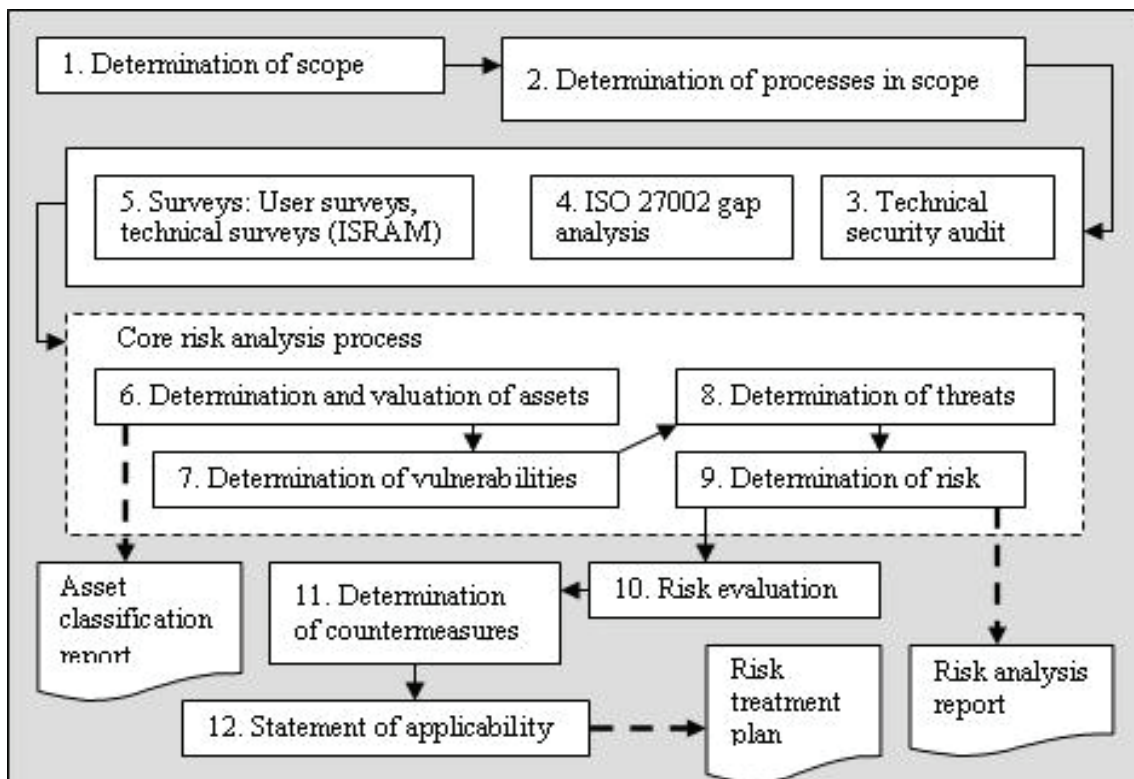 1. Determination of scope
2. Determination of processes in scope
5. Surveys: User surveys,
technical surveys (ISRAM)
4. ISO 27002 gap
analysis
3. Technical
security audit
Core risk analysis process
6. Determination and valuation of assets
8. Determination of threats
7. Determination of vulnerabilities
9. Determination of risk
Asset
classification
report
11. Determination
of countermeasures
10. Risk evaluation
12. Statement of applicability
Risk
treatment
plan
Risk analysis
report